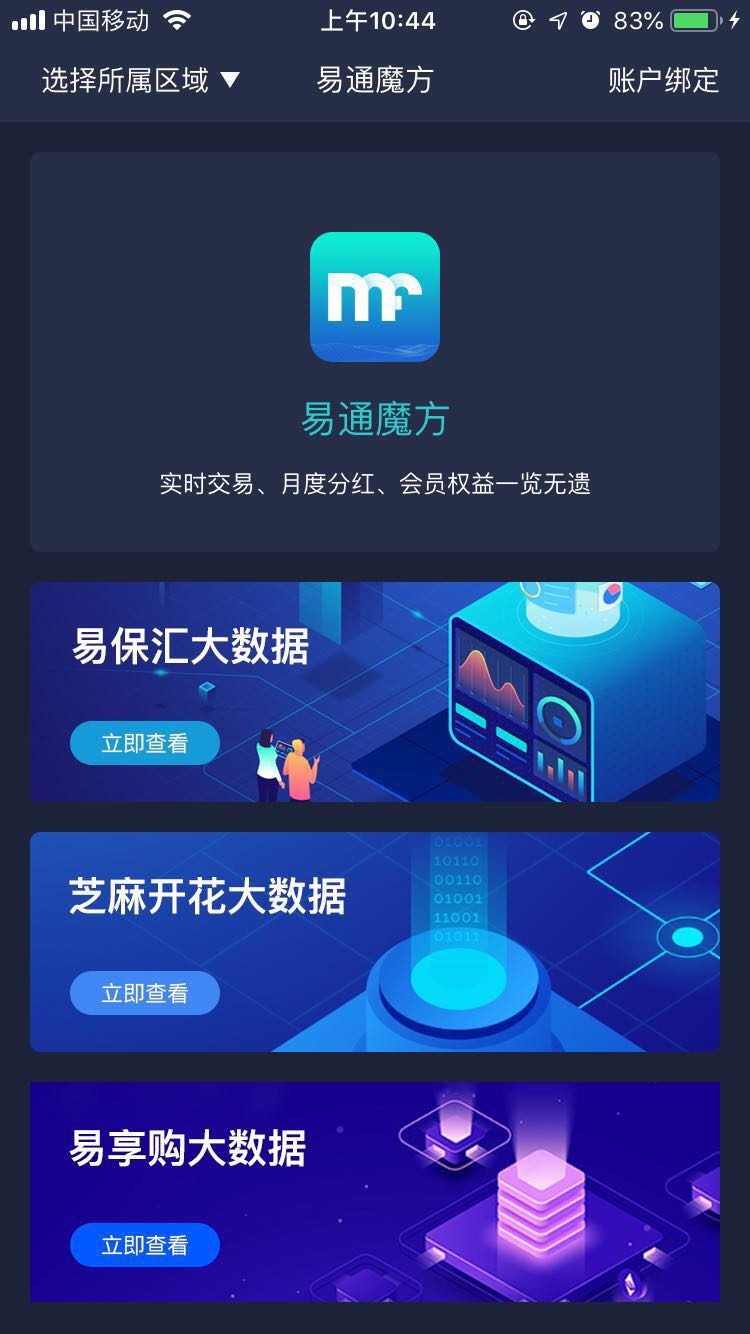 中国移动 上午10:44 83%
选择所属区域 ▼ 易通魔方 账户绑定
mf
易通魔方
实时交易、月度分红、会员权益一览无遗
易保汇大数据
立即查看
01001
10110
芝麻开花大数据
00110
01001
11001
01011
立即查看
易享购大数据
立即查看